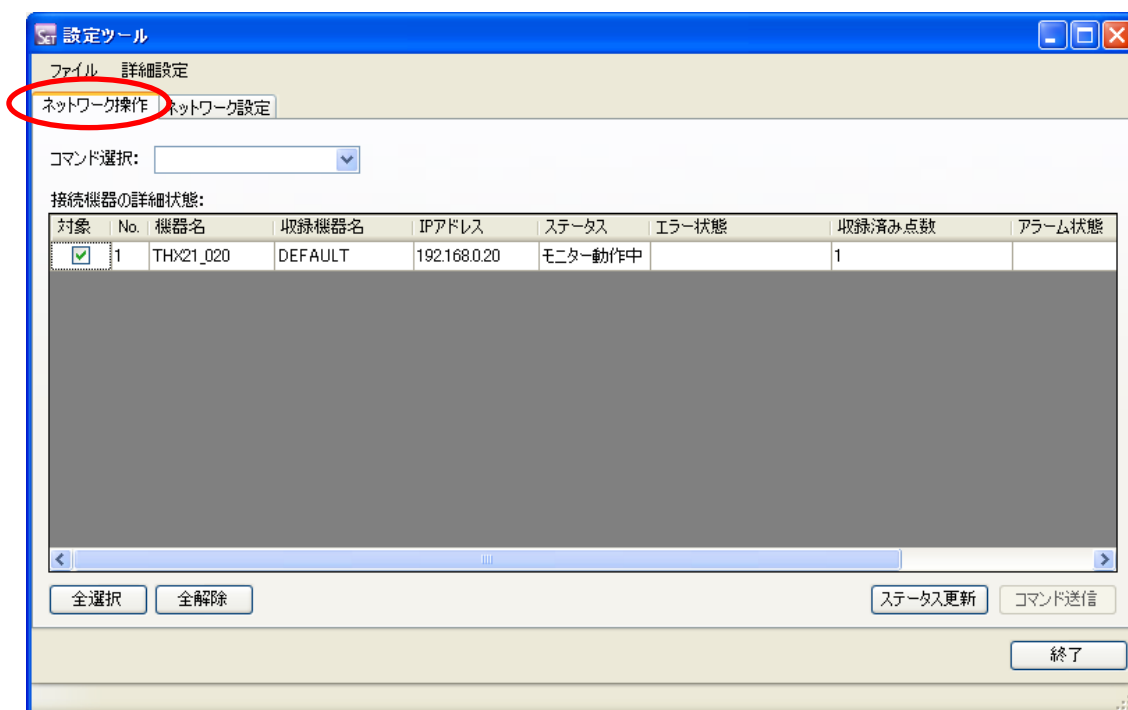 SET 設定ツール
ファイル 詳細設定
ネットワーク操作 ネットワーク設定
コマンド選択:
接続機器の詳細状態:
対象 No. 機器名 収録機器名 IPアドレス ステータス エラー状態 収録済み点数 アラーム状態
1 THX21_020 DEFAULT 192.168.0.20 モニター動作中 1
全選択 全解除 ステータス更新 コマンド送信
終了